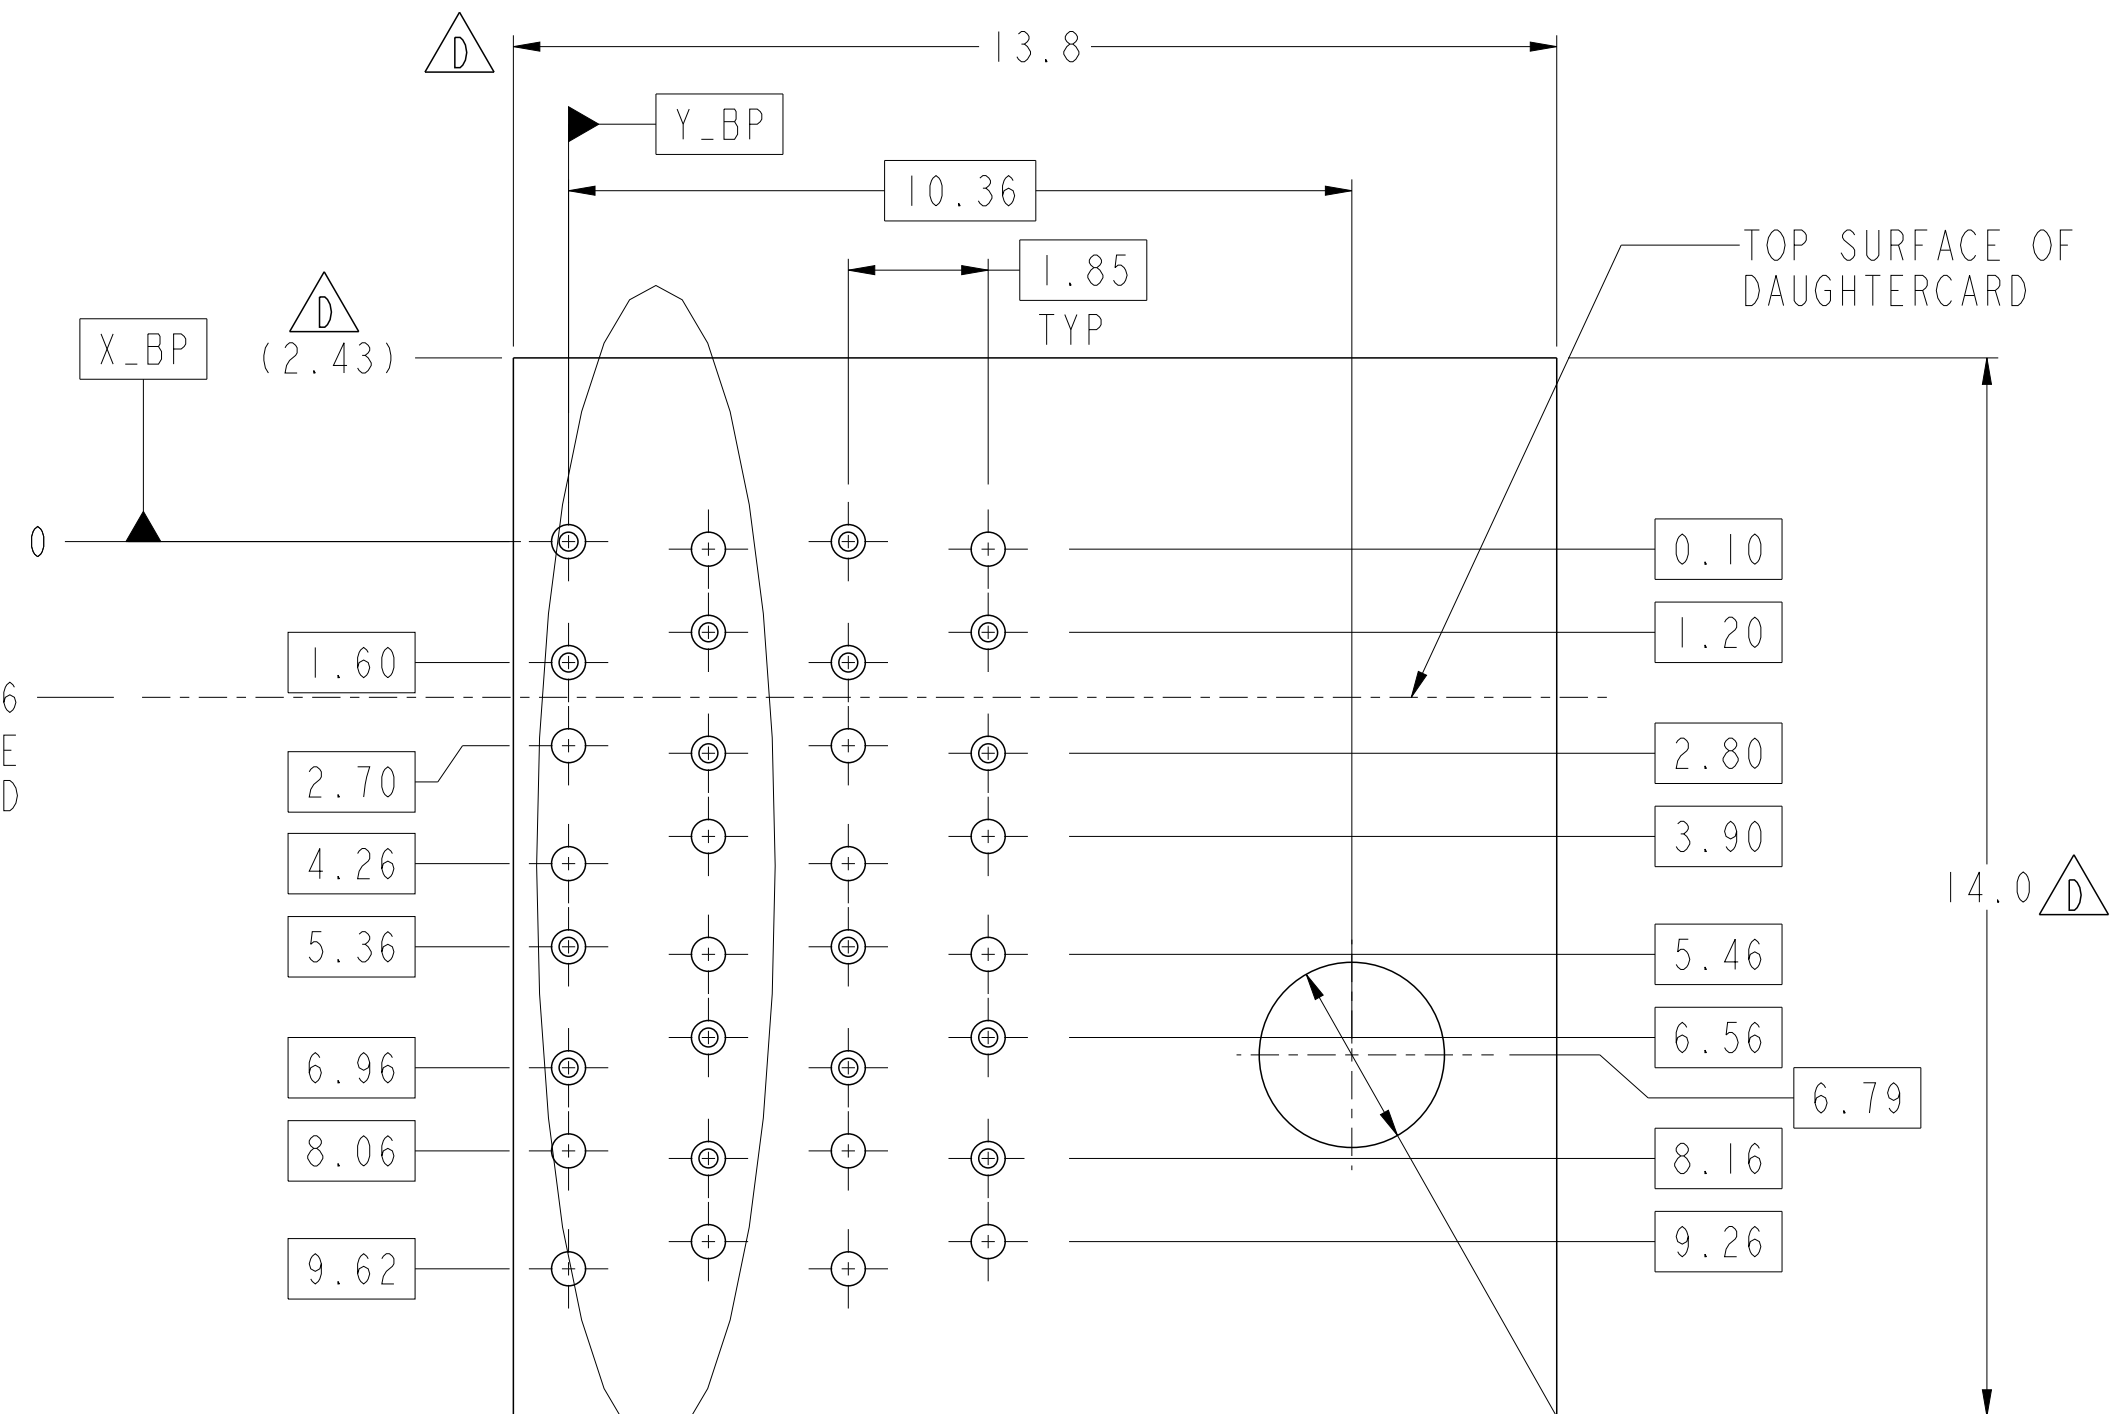 D
13.8
Y_BP
10.36
1.85
TYP
TOP SURFACE OF
DAUGHTERCARD
D
X_BP
(2.43)
0
0.10
1.20
1.60
6
E
D
2.70
2.80
3.90
4.26
14.0 D
5.36
5.46
6.56
6.96
6.79
8.06
8.16
9.26
9.62